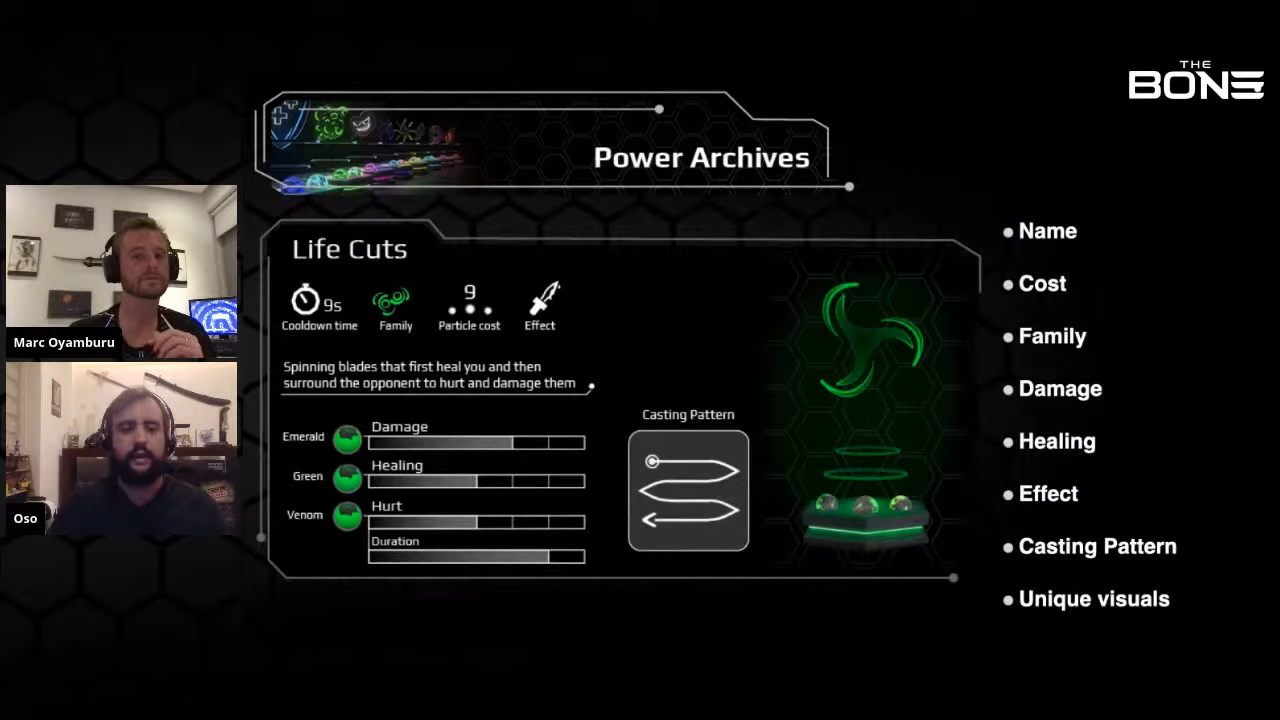 THE
BONE
Power Archives
Life Cuts
9s
Cooldown time
Family
9
Particle cost
Effect
Spinning blades that first heal you and then
surround the opponent to hurt and damage them
Emerald
Damage
Green
Healing
Venom
Hurt
Duration
Casting Pattern
Name
Cost
Family
Damage
Healing
Effect
Casting Pattern
Unique visuals
Marc Oyamburu
Oso